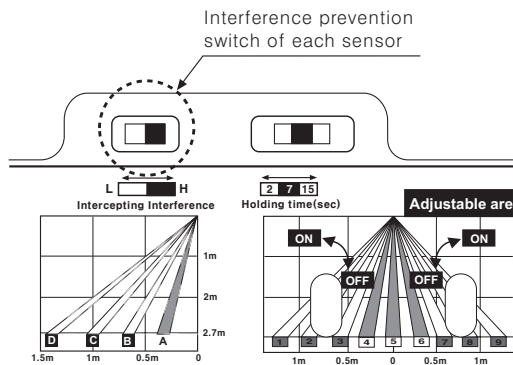 Interference prevention
switch of each sensor
L H
Intercepting Interference
2 7 15
Holding time(sec)
Adjustable are
ON ON
OFF OFF
1m
2m
2.7m
D C B A
1.5m 1m 0.5m 0
1 2 3 4 5 6 7 8 9
1m 0.5m 0 0.5m 1m